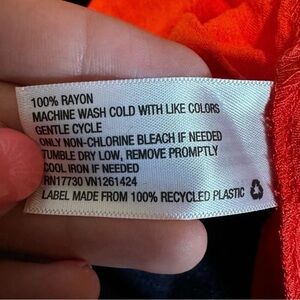 100% RAYON
MACHINE WASH COLD WITH LIKE COLORS
GENTLE CYCLE
ONLY NON-CHLORINE BLEACH IF NEEDED
TUMBLE DRY LOW, REMOVE PROMPTLY
COOL IRON IF NEEDED
RN17730 VN1261424
LABEL MADE FROM 100% RECYCLED PLASTIC